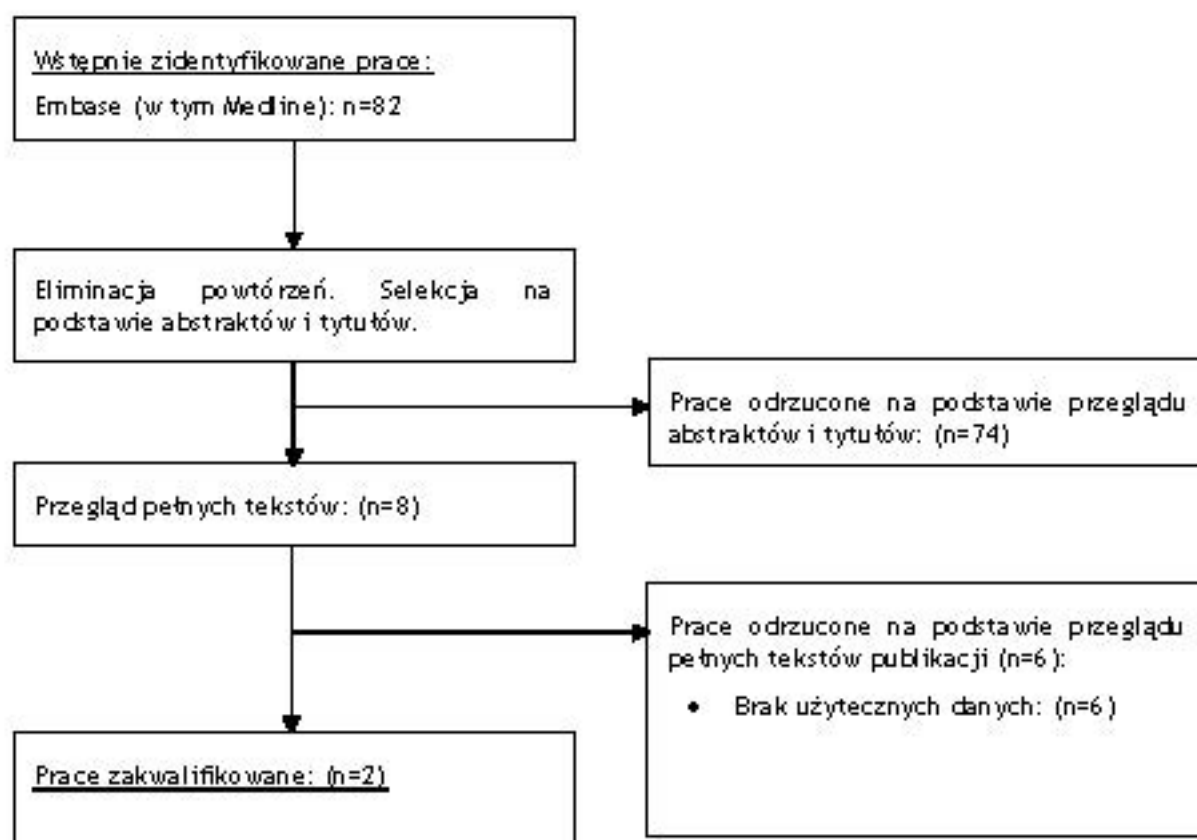 Wstępnie zidentyfikowane prace:
Embase (w tym Medline): n=82
Eliminacja powtórzeń. Selekcja na
podstawie abstraktów i tytułów.
Prace odrzucone na podstawie przeglądu
abstraktów i tytułów: (n=74)
Przegląd pełnych tekstów: (n=8)
Prace odrzucone na podstawie przeglądu
pełnych tekstów publikacji (n=6):
• Brak użytecznych danych: (n=6)
Prace zakwalifikowane: (n=2)